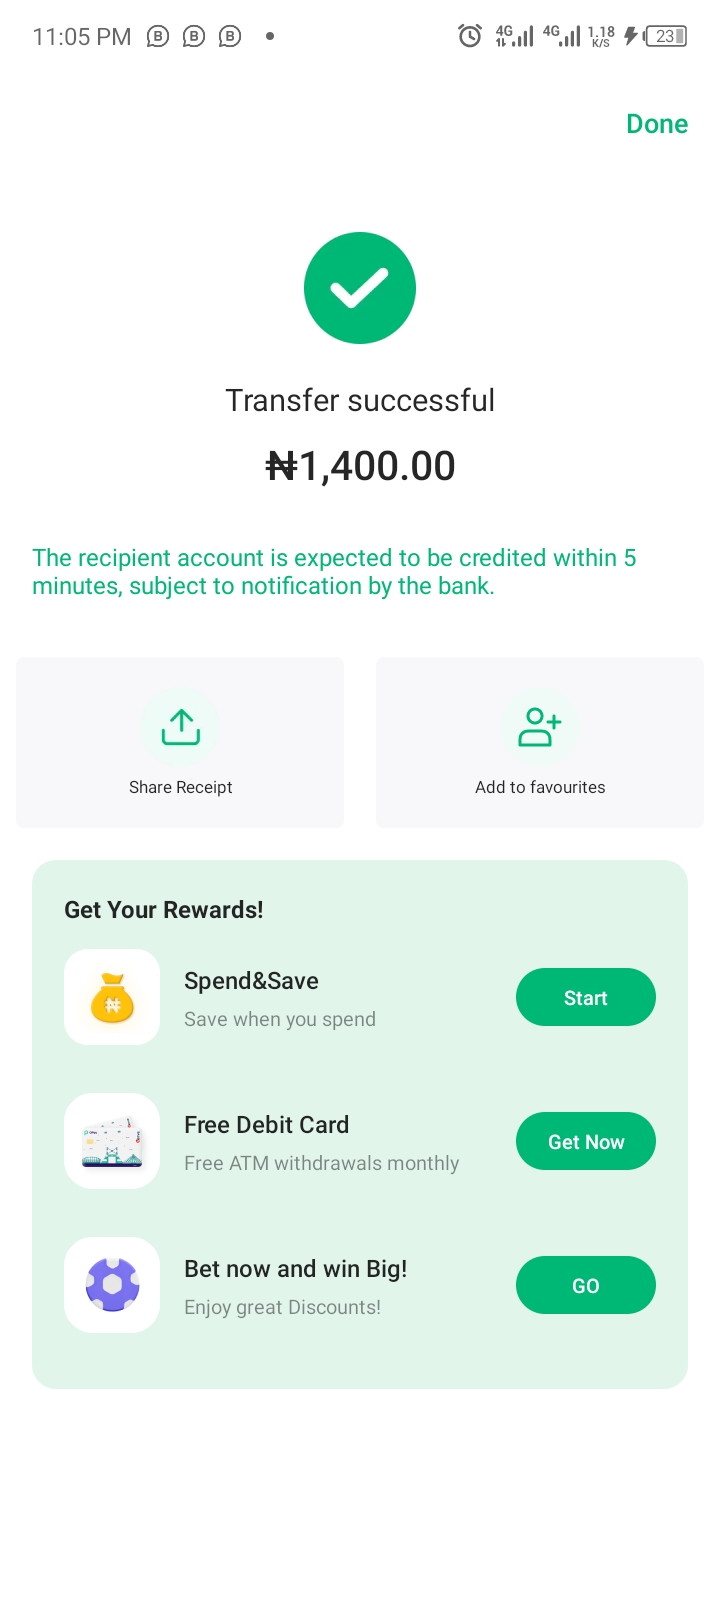 11:05 PM B B B 4G 4G 1.18 K/S 23
Done
Transfer successful
₦1,400.00
The recipient account is expected to be credited within 5
minutes, subject to notification by the bank.
Share Receipt
Add to favourites
Get Your Rewards!
₦
Spend&Save
Save when you spend
Start
Free Debit Card
Free ATM withdrawals monthly
Get Now
Bet now and win Big!
Enjoy great Discounts!
GO